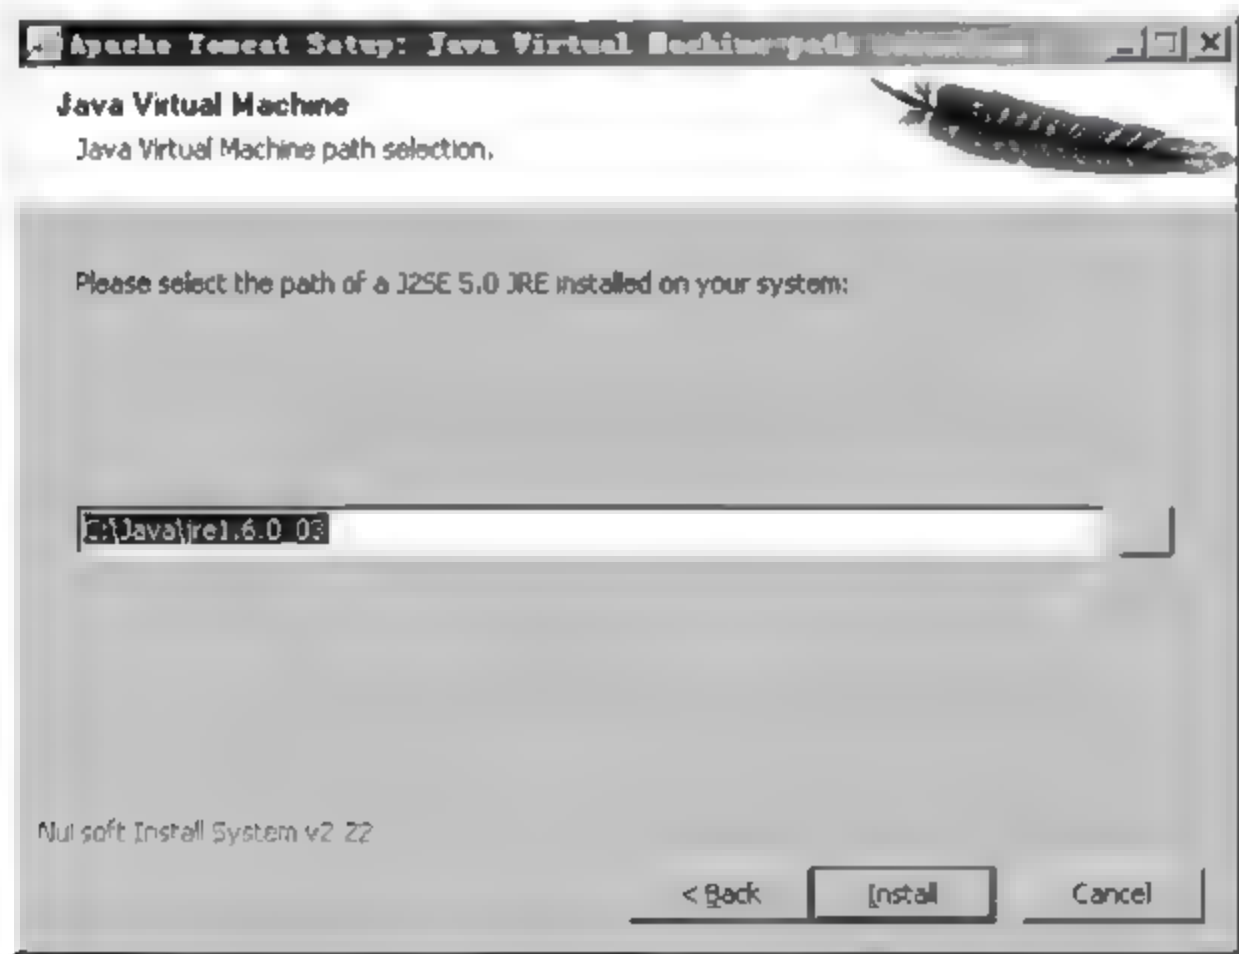 Apache Tomcat Setup: Java Virtual Machine path
Java Virtual Machine
Java Virtual Machine path selection.
Please select the path of a J2SE 5.0 JRE installed on your system:
C:\Java\jre1.6.0_03
Nullsoft Install System v2.22
< Back
Install
Cancel